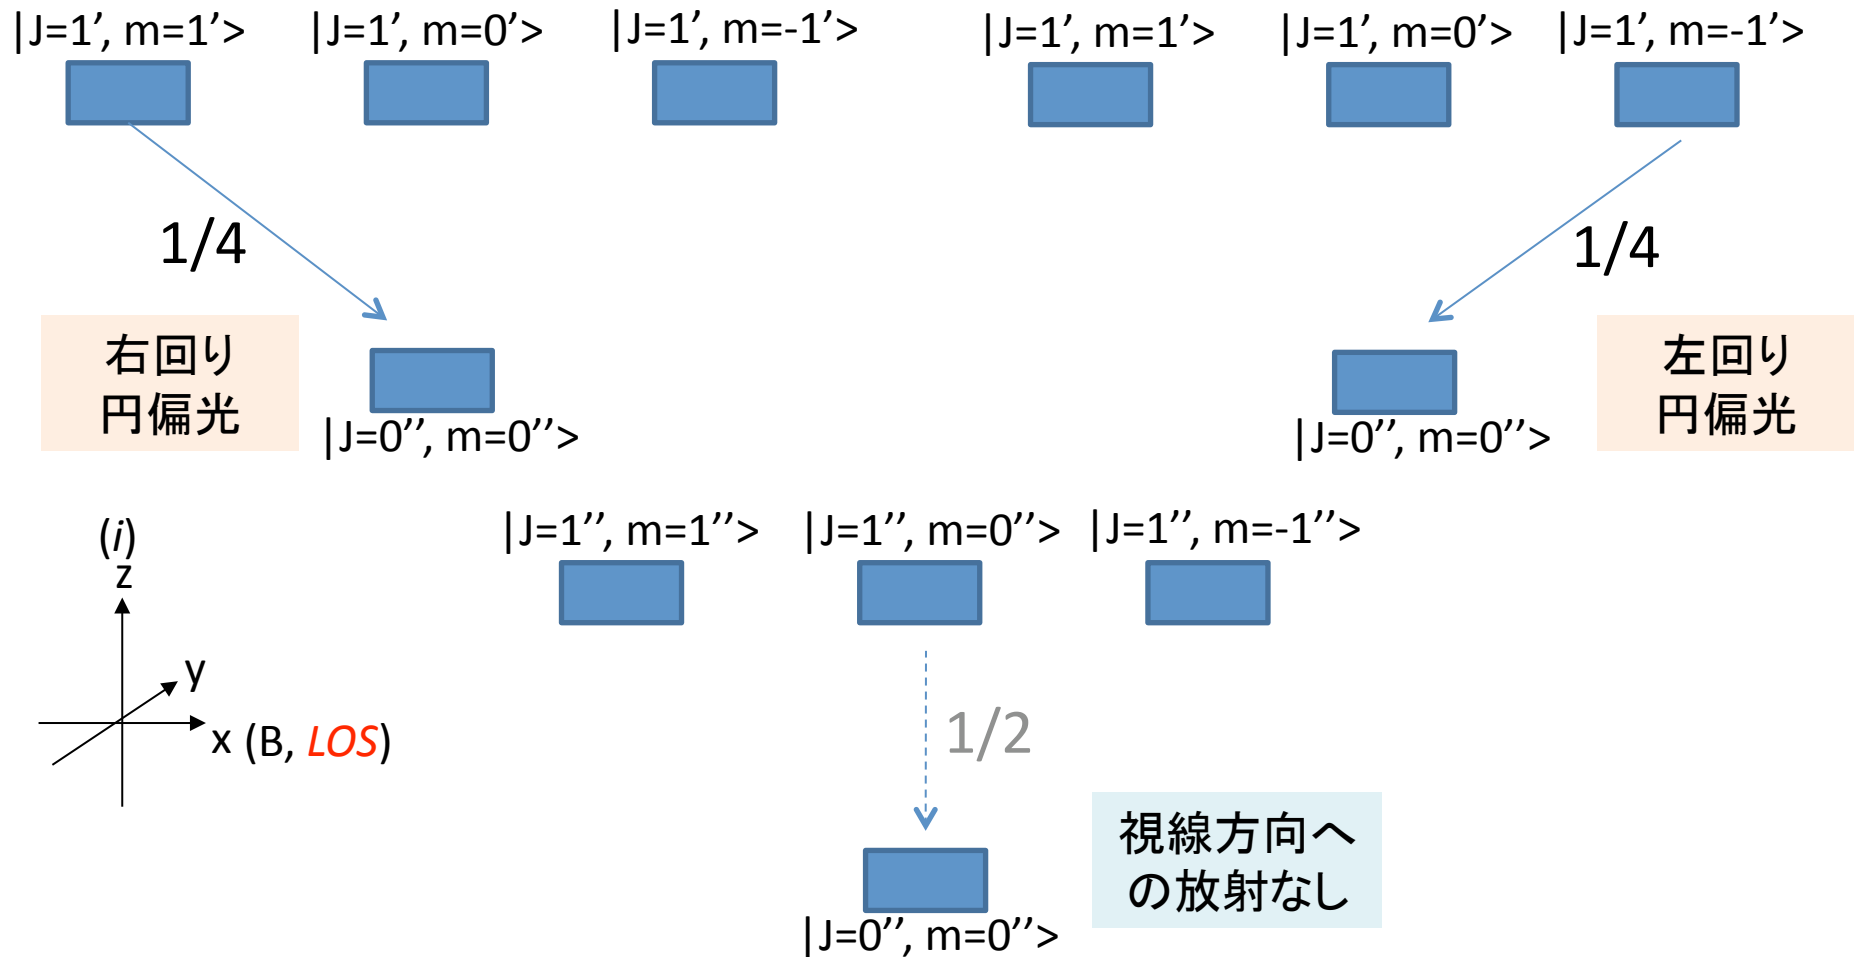 |J=1’, m=1’> |J=1’, m=0’> |J=1’, m=-1’> |J=1’, m=1’> |J=1’, m=0’> |J=1’, m=-1’>
1/4
1/4
右回り
円偏光
左回り
円偏光
|J=0’’, m=0’’>
|J=0’’, m=0’’>
|J=1’’, m=1’’> |J=1’’, m=0’’> |J=1’’, m=-1’’>
(i)
z
y
x (B, LOS)
1/2
視線方向へ
の放射なし
|J=0’’, m=0’’>